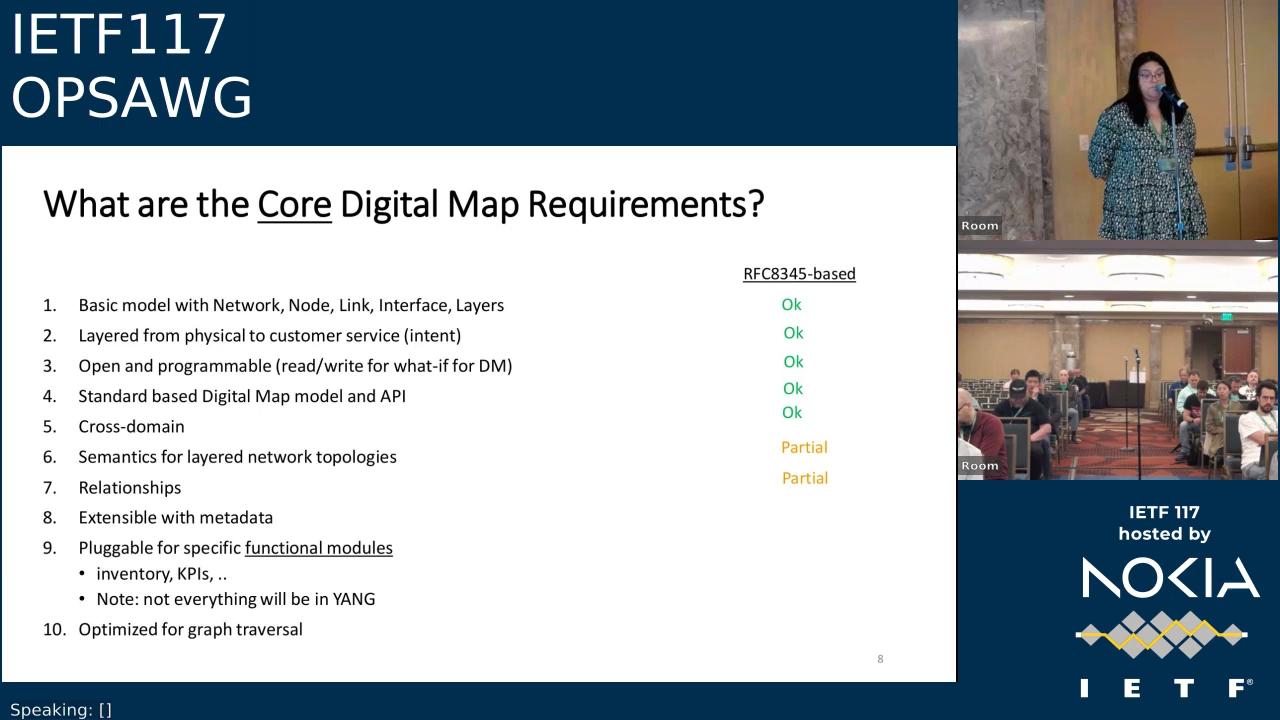 IETF117
OPSAWG
What are the Core Digital Map Requirements?
RFC8345-based
1. Basic model with Network, Node, Link, Interface, Layers Ok
2. Layered from physical to customer service (intent) Ok
3. Open and programmable (read/write for what-if for DM) Ok
4. Standard based Digital Map model and API Ok
5. Cross-domain Ok
6. Semantics for layered network topologies Partial
7. Relationships Partial
8. Extensible with metadata
9. Pluggable for specific functional modules
• inventory, KPIs, ..
• Note: not everything will be in YANG
10. Optimized for graph traversal
8
Room
Room
IETF 117
hosted by
NOKIA
I E T F®
Speaking: []